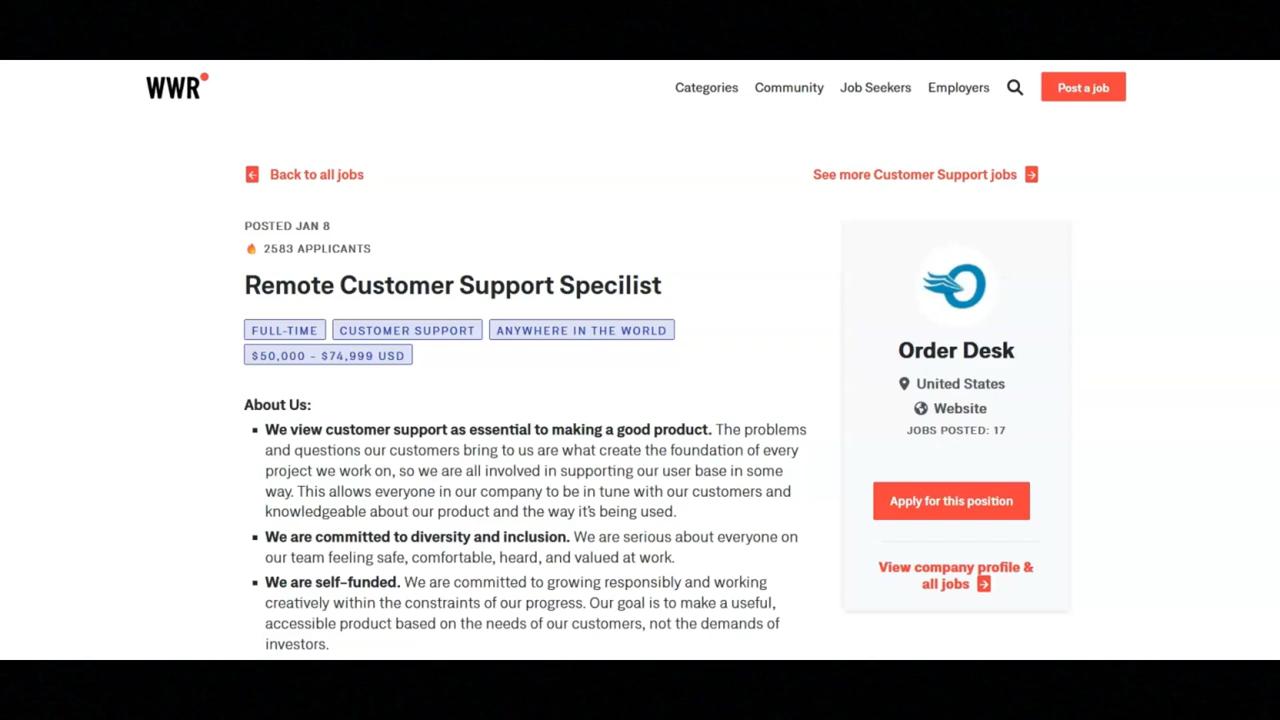 WWR
Categories Community Job Seekers Employers Post a job
Back to all jobs
See more Customer Support jobs
POSTED JAN 8
2583 APPLICANTS
Remote Customer Support Specilist
FULL-TIME CUSTOMER SUPPORT ANYWHERE IN THE WORLD
$50,000 - $74,999 USD
About Us:
▪ We view customer support as essential to making a good product. The problems
and questions our customers bring to us are what create the foundation of every
project we work on, so we are all involved in supporting our user base in some
way. This allows everyone in our company to be in tune with our customers and
knowledgeable about our product and the way it's being used.
▪ We are committed to diversity and inclusion. We are serious about everyone on
our team feeling safe, comfortable, heard, and valued at work.
▪ We are self-funded. We are committed to growing responsibly and working
creatively within the constraints of our progress. Our goal is to make a useful,
accessible product based on the needs of our customers, not the demands of
investors.
Order Desk
United States
Website
JOBS POSTED: 17
Apply for this position
View company profile &
all jobs